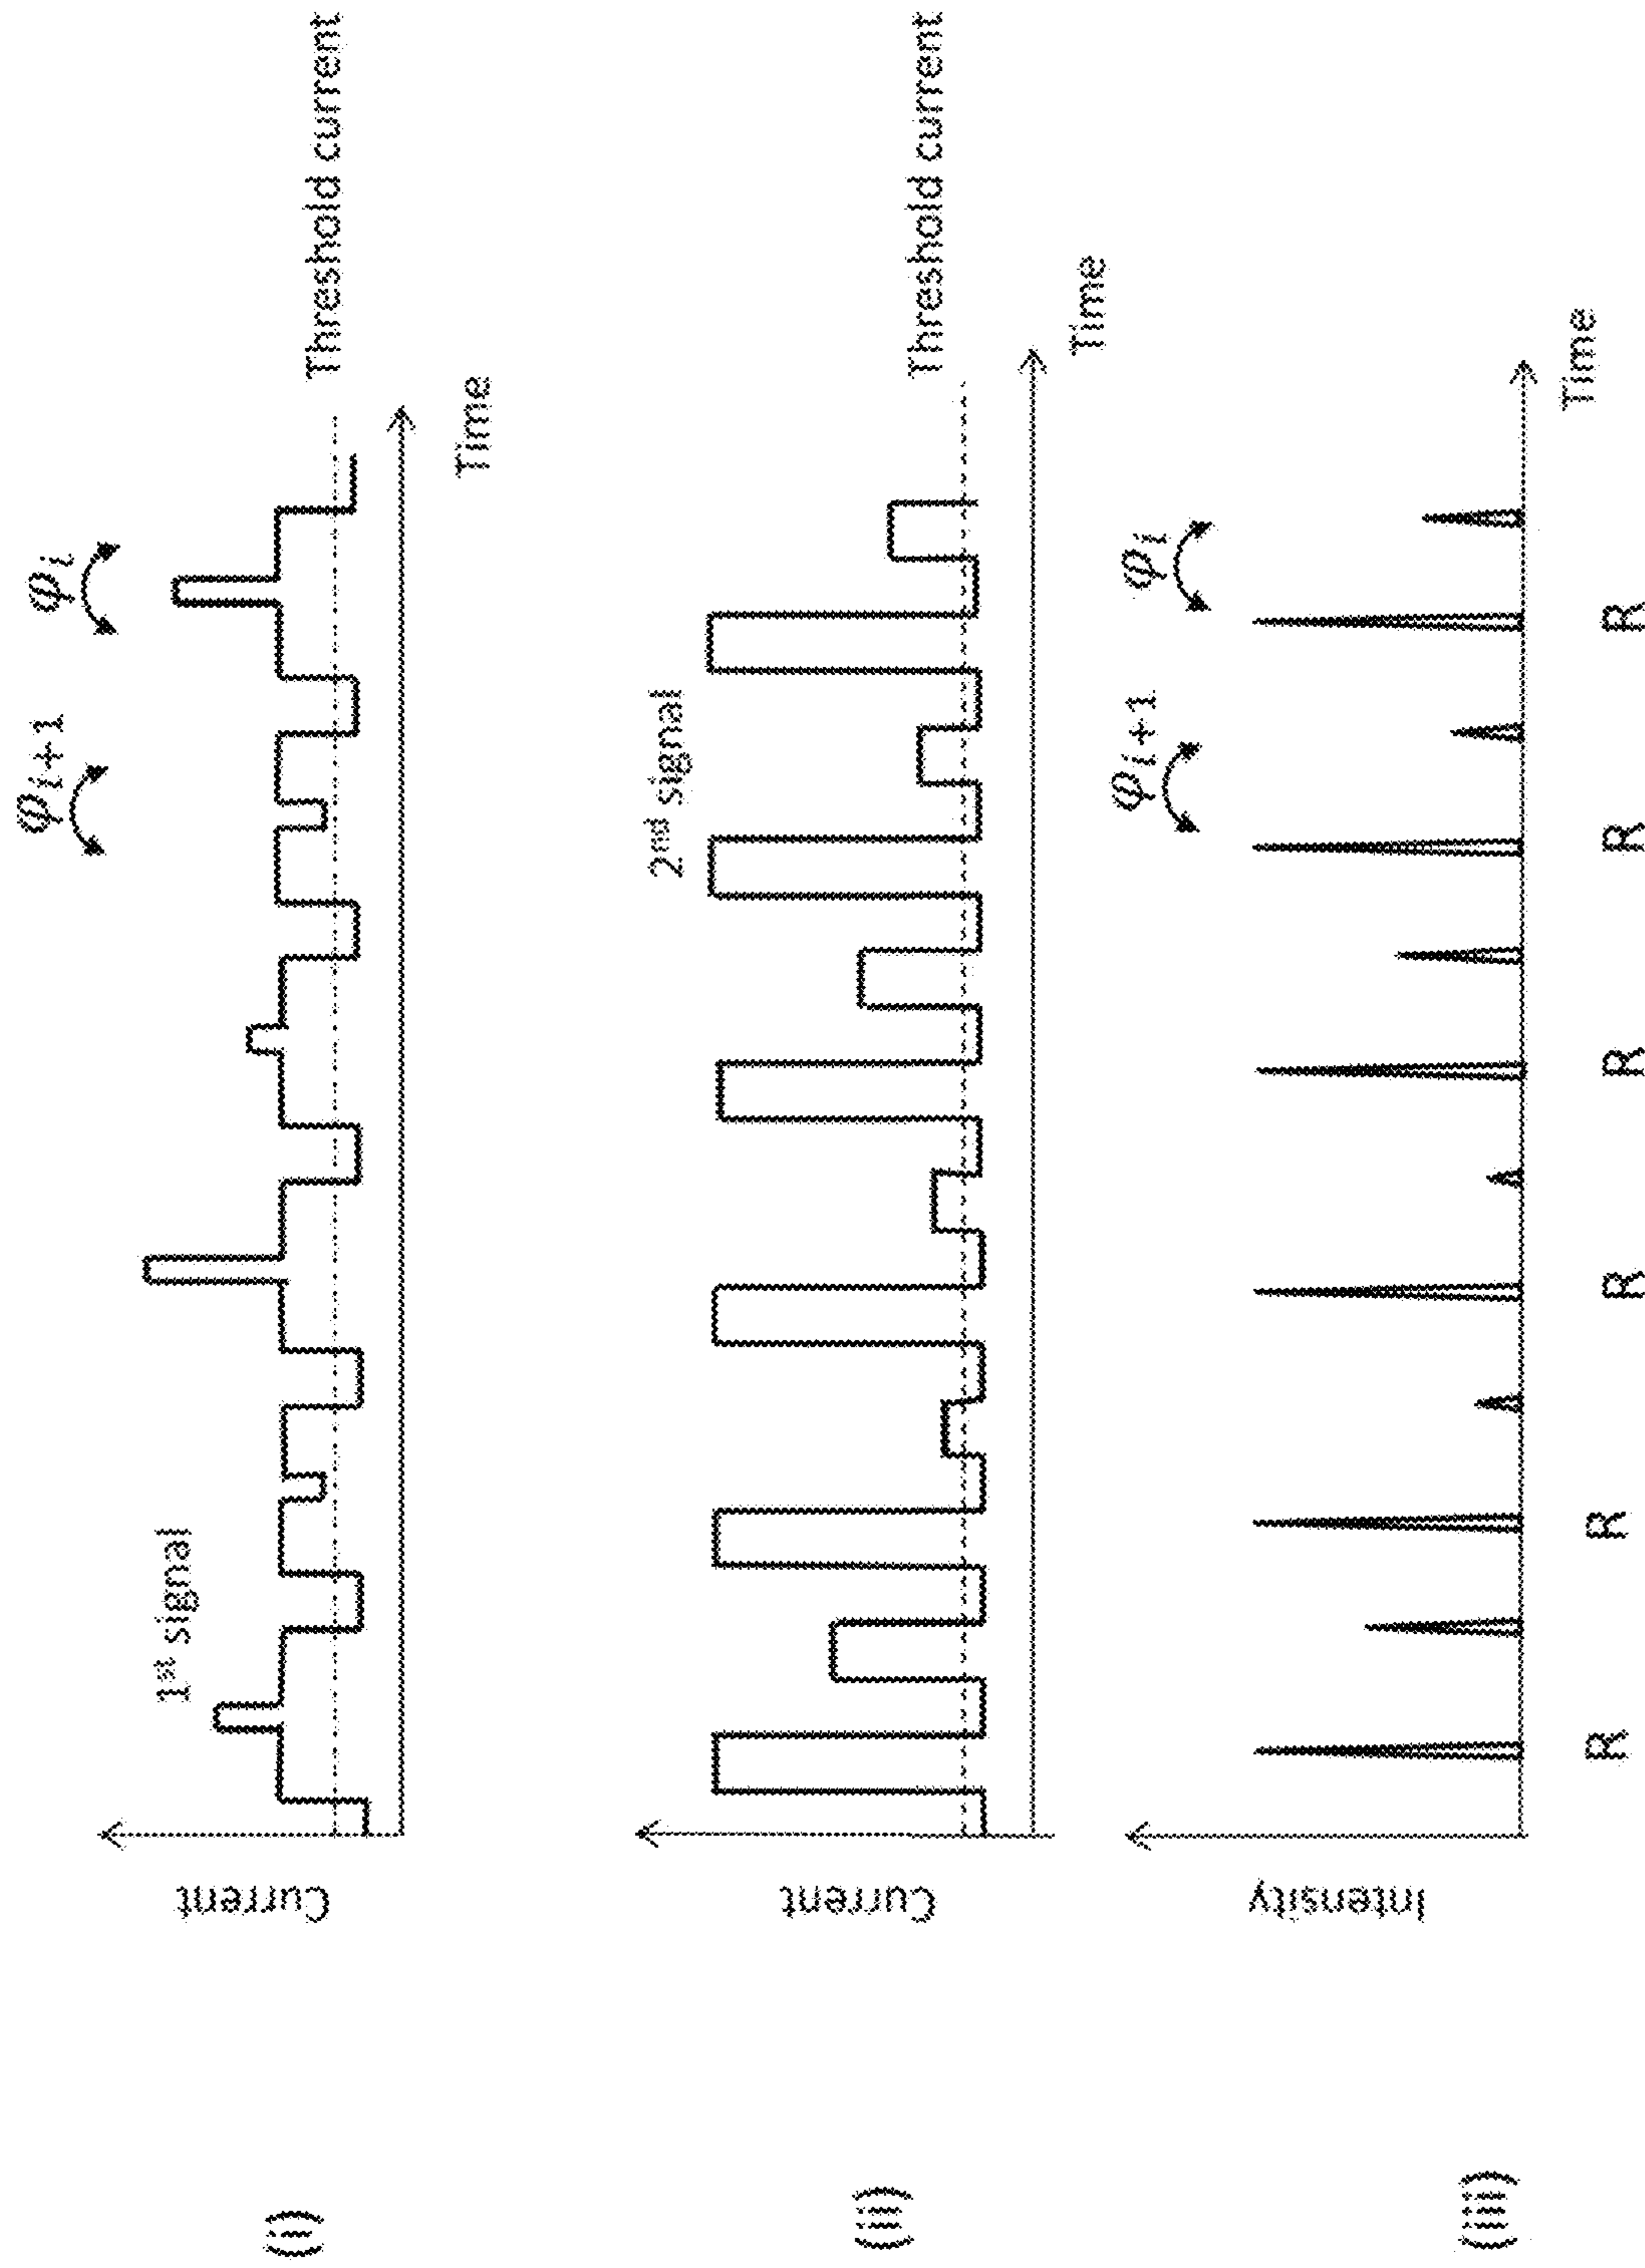 (i)
Current
1st signal
φi+1
φi
Threshold current
Time
(ii)
Current
2nd signal
Threshold current
Time
(iii)
Intensity
φi+1
φi
Time
R R R R R R